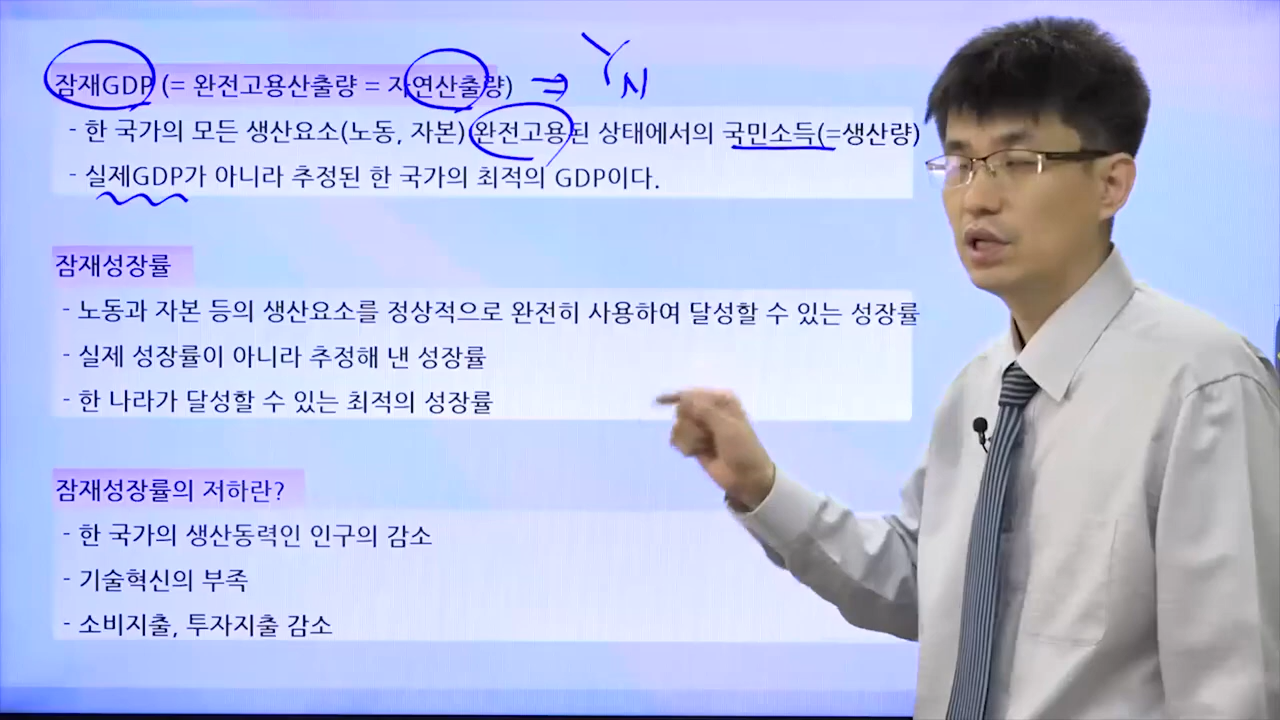 잠재GDP (= 완전고용산출량 = 자연산출량) ⇒ Y_N
- 한 국가의 모든 생산요소(노동, 자본) 완전고용된 상태에서의 국민소득(=생산량)
- 실제GDP가 아니라 추정된 한 국가의 최적의 GDP이다.
잠재성장률
- 노동과 자본 등의 생산요소를 정상적으로 완전히 사용하여 달성할 수 있는 성장률
- 실제 성장률이 아니라 추정해 낸 성장률
- 한 나라가 달성할 수 있는 최적의 성장률
잠재성장률의 저하란?
- 한 국가의 생산동력인 인구의 감소
- 기술혁신의 부족
- 소비지출, 투자지출 감소